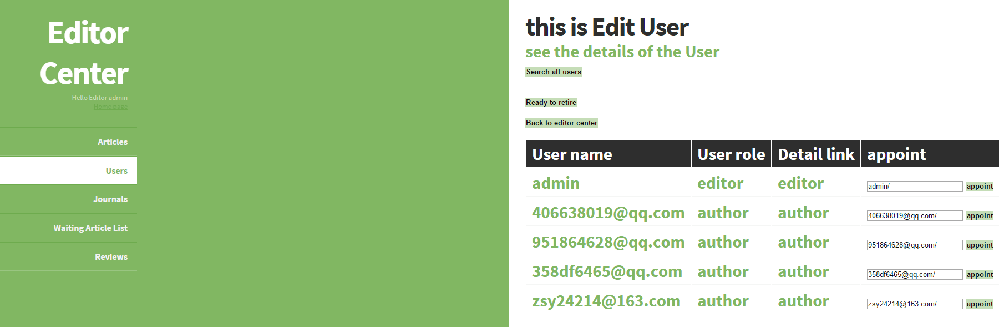 Editor
Center
Hello Editor admin
Home page
Articles
Users
Journals
Waiting Article List
Reviews
this is Edit User
see the details of the User
Search all users
Ready to retire
Back to editor center
User name User role Detail link appoint
admin editor editor admin/ appoint
406638019@qq.com author author 406638019@qq.com/ appoint
951864628@qq.com author author 951864628@qq.com/ appoint
358df6465@qq.com author author 358df6465@qq.com/ appoint
zsy24214@163.com author author zsy24214@163.com/ appoint